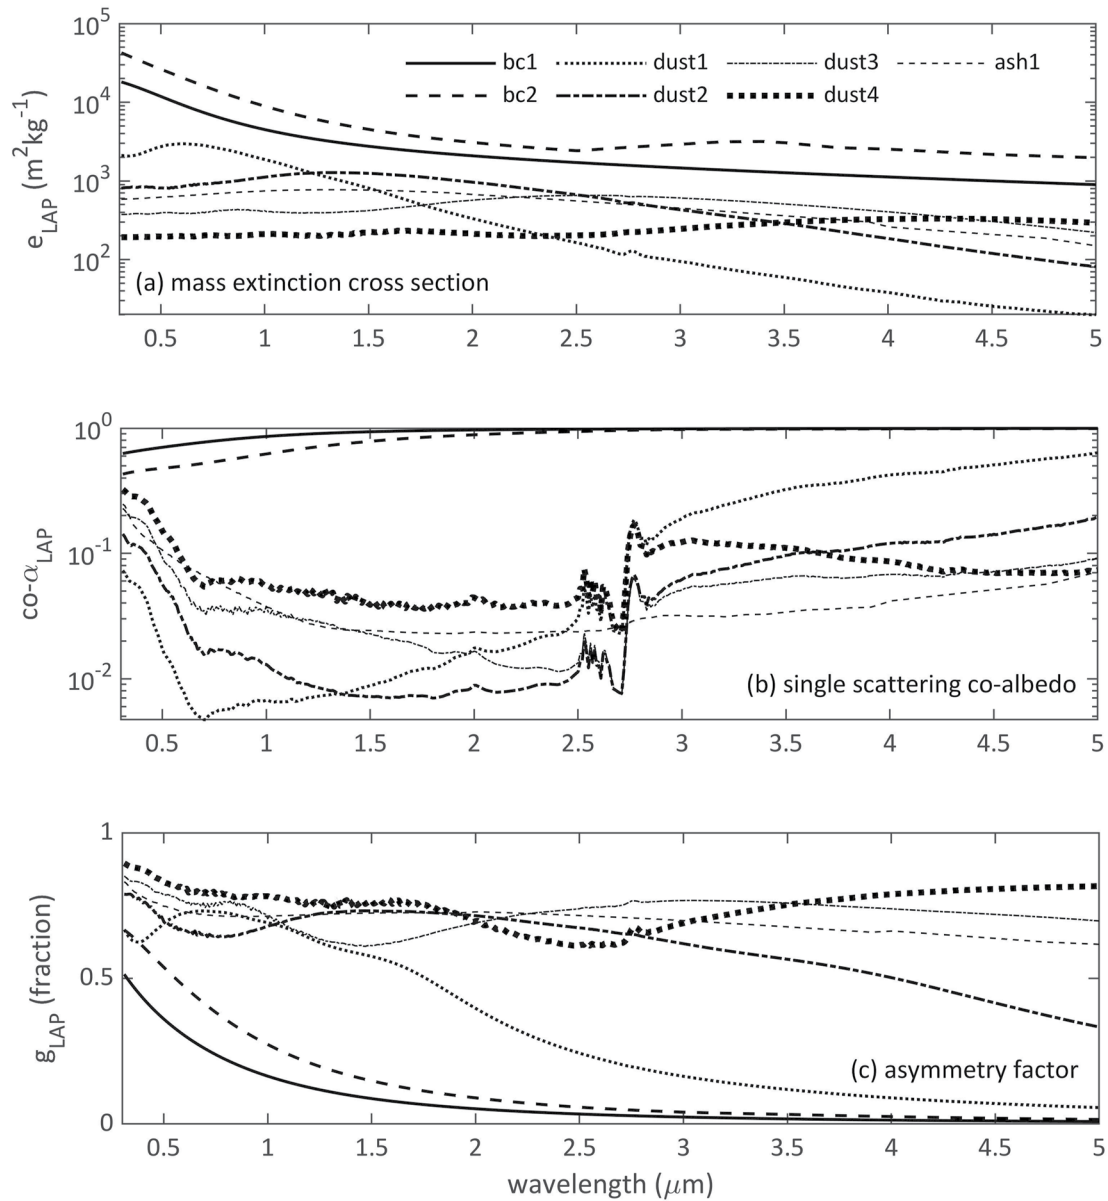 10^5
10^4
10^3
10^2
e_LAP (m^2kg^-1)
bc1 dust1 dust3 ash1
bc2 dust2 dust4
(a) mass extinction cross section
0.5 1 1.5 2 2.5 3 3.5 4 4.5 5
10^0
10^-1
10^-2
co-α_LAP
(b) single scattering co-albedo
0.5 1 1.5 2 2.5 3 3.5 4 4.5 5
1
0.5
0
g_LAP (fraction)
(c) asymmetry factor
0.5 1 1.5 2 2.5 3 3.5 4 4.5 5
wavelength (μm)